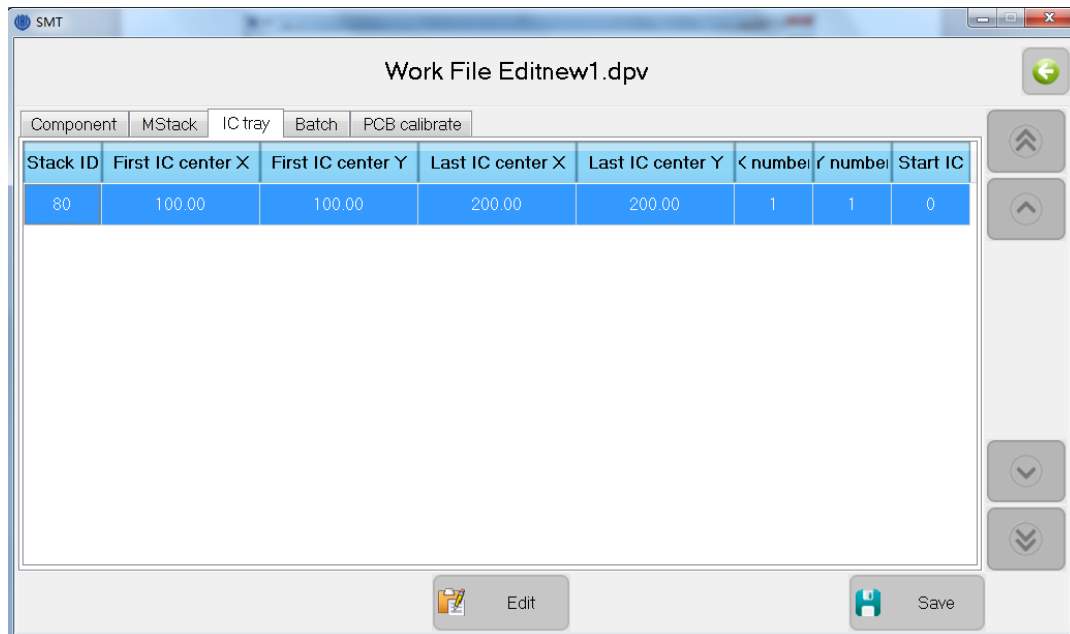 SMT
Work File Editnew1.dpv
Component MStack IC tray Batch PCB calibrate
Stack ID First IC center X First IC center Y Last IC center X Last IC center Y X number Y number Start IC
80 100.00 100.00 200.00 200.00 1 1 0
Edit Save